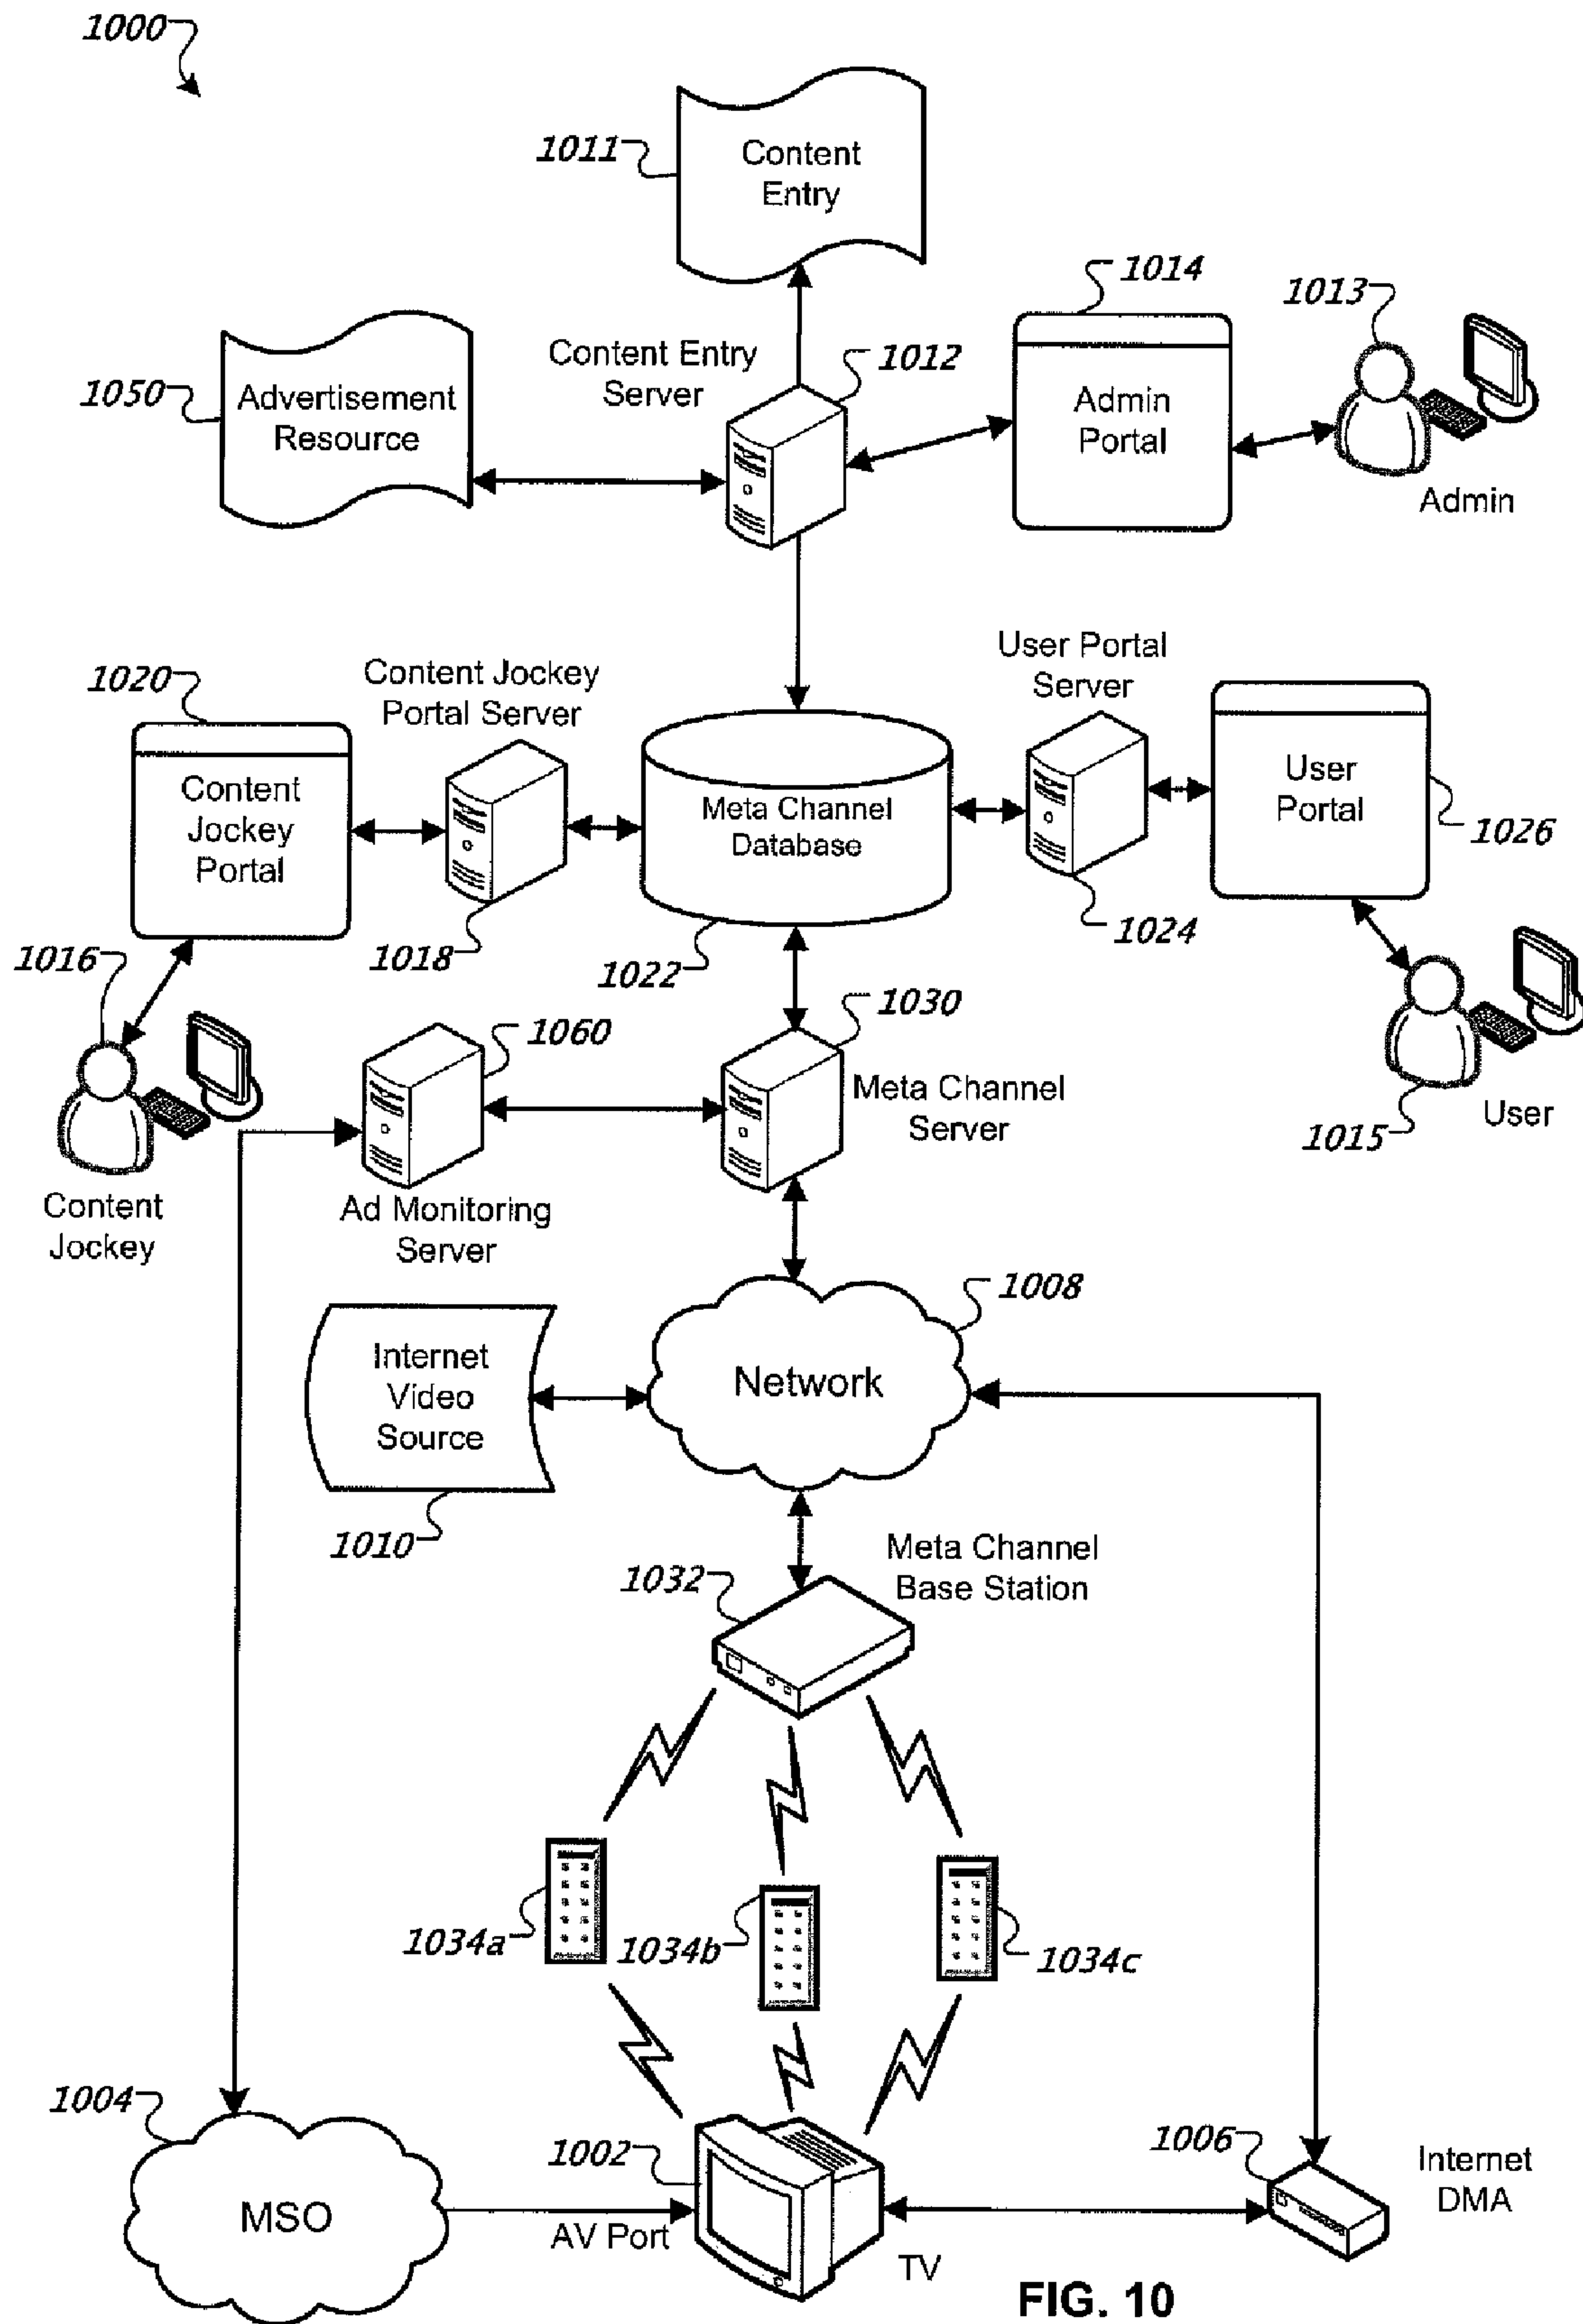 1000
1011
Content
Entry
1014
1013
1050
Advertisement
Resource
Content Entry
Server
1012
Admin
Portal
Admin
1020
Content Jockey
Portal Server
User Portal
Server
Content
Jockey
Portal
Meta Channel
Database
User
Portal
1026
1016
1018
1022
1024
1060
1030
Meta Channel
Server
1015
User
Content
Jockey
Ad Monitoring
Server
1008
Internet
Video
Source
Network
1010
Meta Channel
Base Station
1032
1034a
1034b
1034c
1004
1002
1006
Internet
DMA
MSO
AV Port
TV
FIG. 10